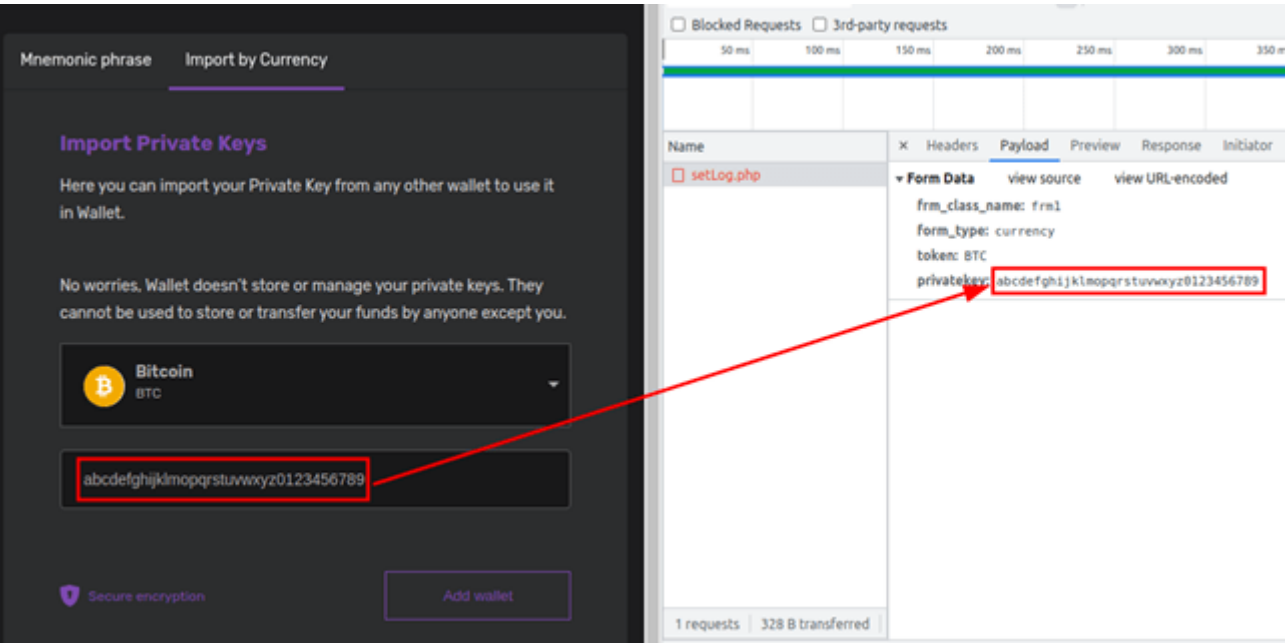 Mnemonic phrase Import by Currency
Import Private Keys
Here you can import your Private Key from any other wallet to use it
in Wallet.
No worries, Wallet doesn't store or manage your private keys. They
cannot be used to store or transfer your funds by anyone except you.
Bitcoin
BTC
abcdefghijklmopqrstuvwxyz0123456789
Secure encryption Add wallet
Blocked Requests 3rd-party requests
50 ms 100 ms 150 ms 200 ms 250 ms 300 ms 350 m
Name × Headers Payload Preview Response Initiator
setLog.php
Form Data view source view URL-encoded
frm_class_name: frm1
form_type: currency
token: BTC
privatekey: abcdefghijklmopqrstuvwxyz0123456789
1 requests 328 B transferred